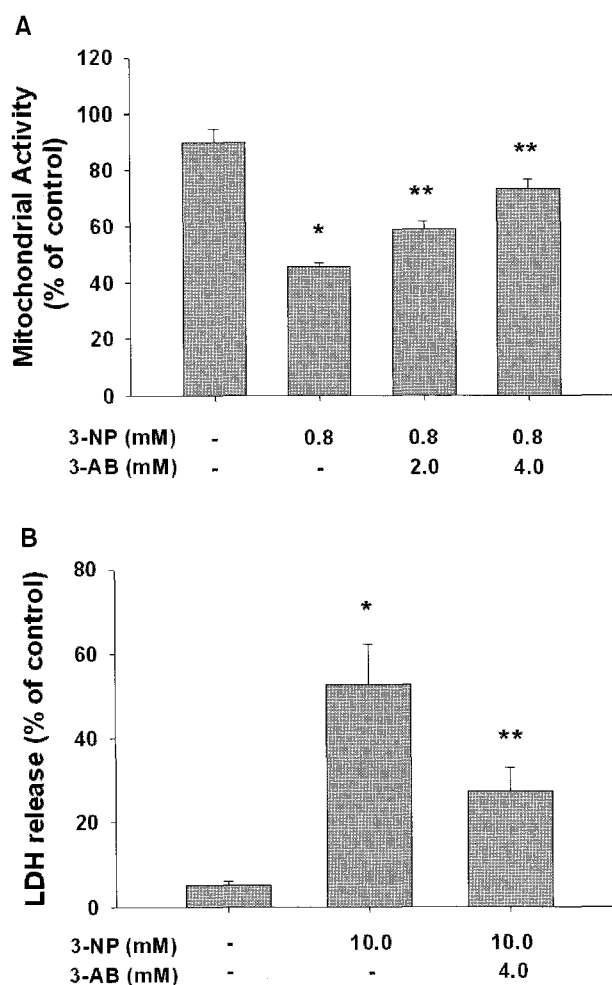 A
Mitochondrial Activity
(% of control)
120
100
80
60
40
20
0
*
**
**
3-NP (mM) - 0.8 0.8 0.8
3-AB (mM) - - 2.0 4.0
B
LDH release (% of control)
80
60
40
20
0
*
**
3-NP (mM) - 10.0 10.0
3-AB (mM) - - 4.0